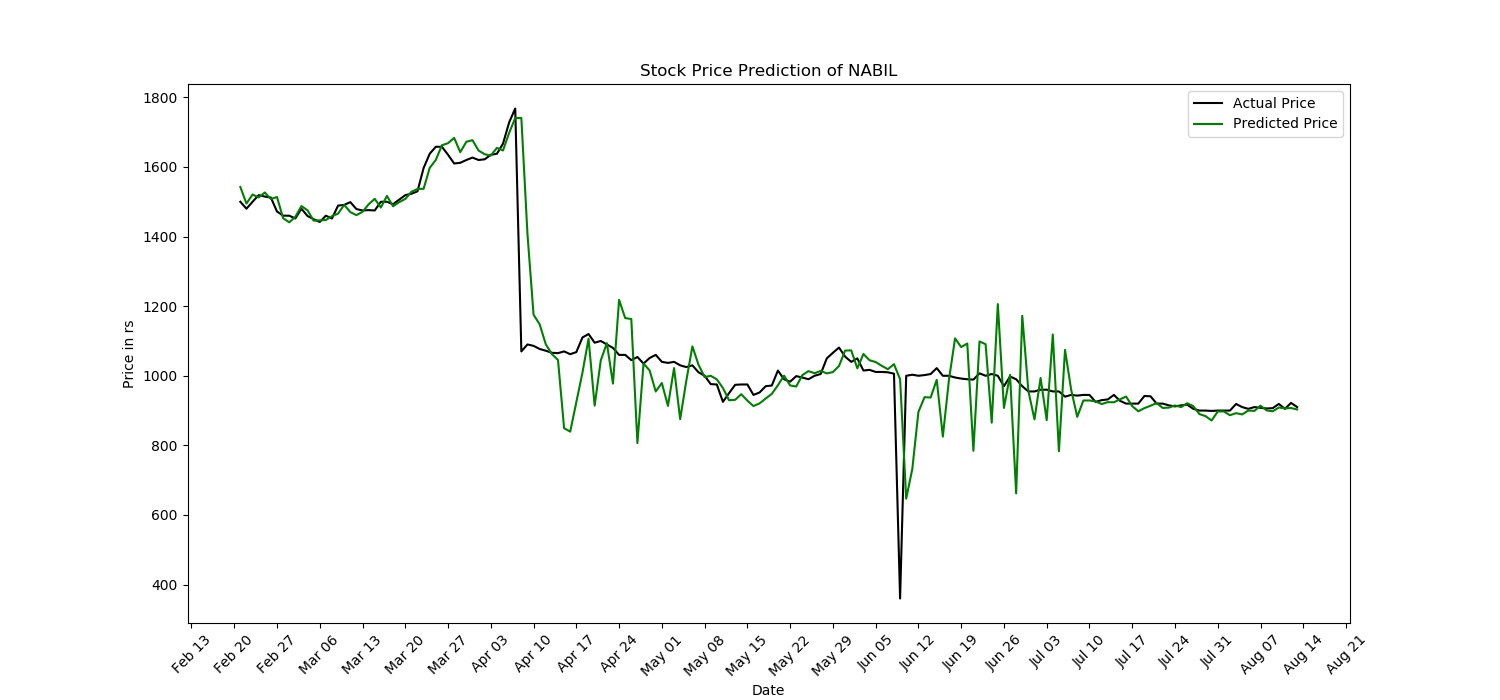 Stock Price Prediction of NABIL
Actual Price
Predicted Price
Price in rs
1800
1600
1400
1200
1000
800
600
400
Feb 13
Feb 20
Feb 27
Mar 06
Mar 13
Mar 20
Mar 27
Apr 03
Apr 10
Apr 17
Apr 24
May 01
May 08
May 15
May 22
May 29
Jun 05
Jun 12
Jun 19
Jun 26
Jul 03
Jul 10
Jul 17
Jul 24
Jul 31
Aug 07
Aug 14
Aug 21
Date